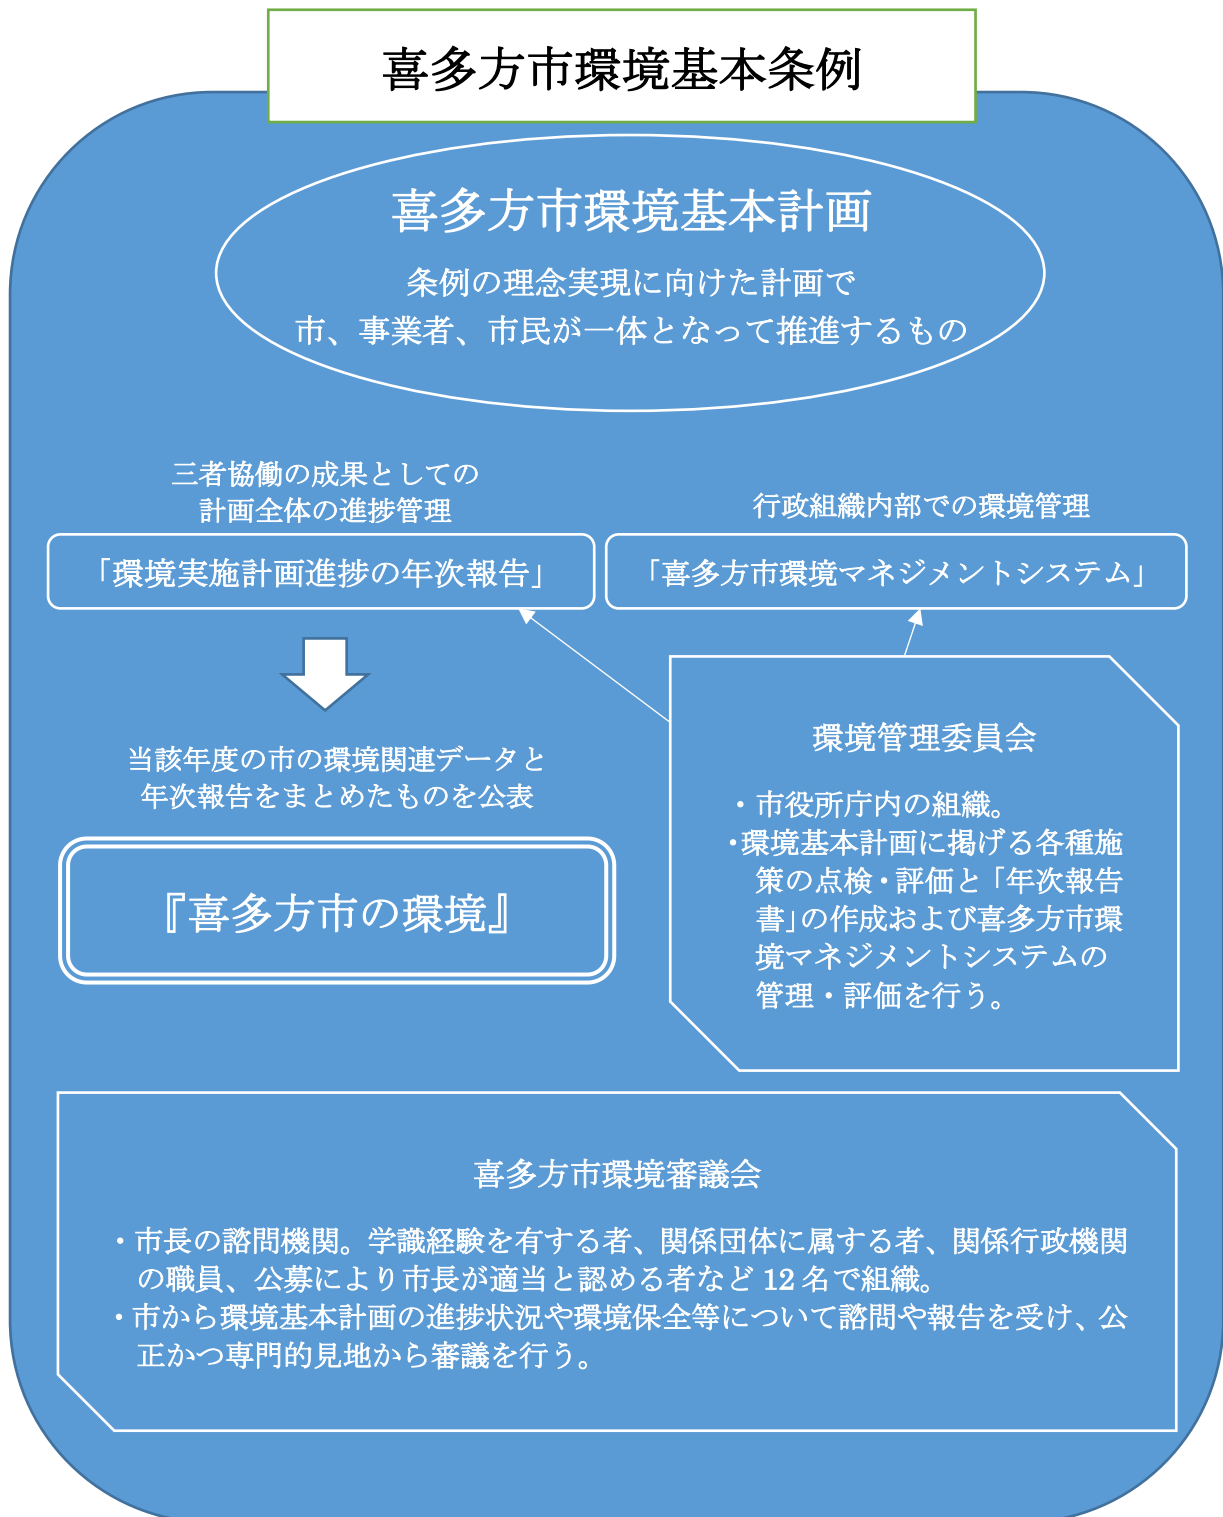 喜多方市環境基本条例
喜多方市環境基本計画
条例の理念実現に向けた計画で
市、事業者、市民が一体となって推進するもの
三者協働の成果としての
計画全体の進捗管理
「環境実施計画進捗の年次報告」
行政組織内部での環境管理
「喜多方市環境マネジメントシステム」
当該年度の市の環境関連データと
年次報告をまとめたものを公表
『喜多方市の環境』
環境管理委員会
・市役所庁内の組織。
・環境基本計画に掲げる各種施
策の点検・評価と「年次報告
書」の作成および喜多方市環
境マネジメントシステムの
管理・評価を行う。
喜多方市環境審議会
・市長の諮問機関。学識経験を有する者、関係団体に属する者、関係行政機関
の職員、公募により市長が適当と認める者など 12 名で組織。
・市から環境基本計画の進捗状況や環境保全等について諮問や報告を受け、公
正かつ専門的見地から審議を行う。